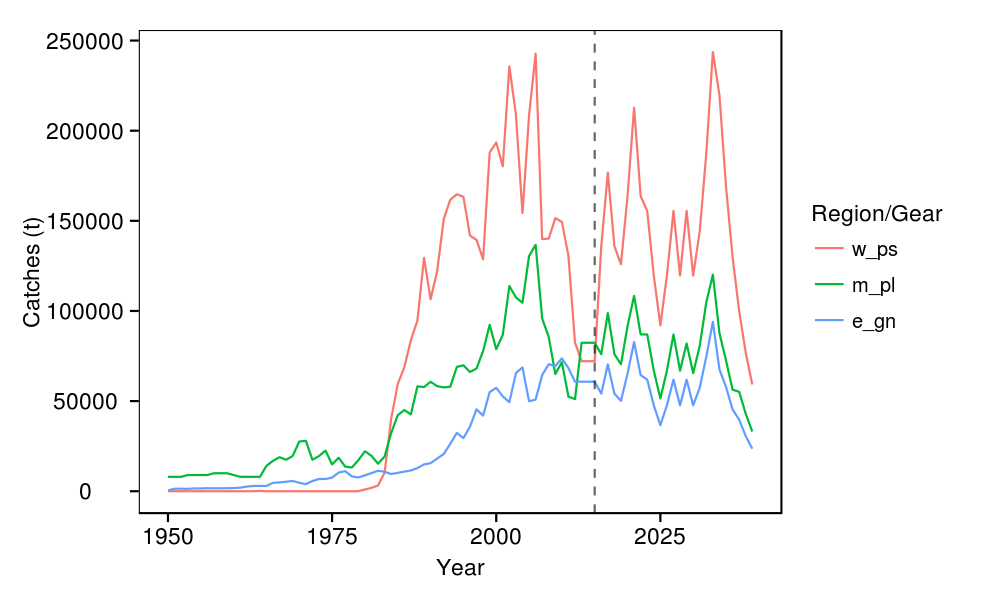 250000
200000
150000
100000
50000
0
Catches (t)
1950 1975 2000 2025
Year
Region/Gear
w_ps
m_pl
e_gn